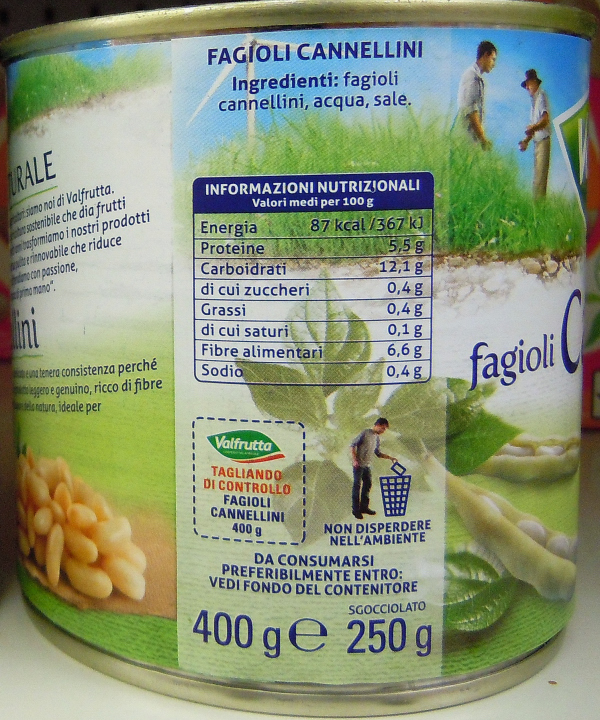 URALE
siamo noi di Valfrutta.
sostenibile che dia frutti
trasformiamo i nostri prodotti
e rinnovabile che riduce
con passione,
primo mano".
lini
e una tenera consistenza perché
leggero e genuino, ricco di fibre
della natura, ideale per
FAGIOLI CANNELLINI
Ingredienti: fagioli
cannellini, acqua, sale.
INFORMAZIONI NUTRIZIONALI
Valori medi per 100 g
Energia 87 kcal/367 kJ
Proteine 5,5 g
Carboidrati 12,1 g
di cui zuccheri 0,4 g
Grassi 0,4 g
di cui saturi 0,1 g
Fibre alimentari 6,6 g
Sodio 0,4 g
Valfrutta
TAGLIANDO
DI CONTROLLO
FAGIOLI
CANNELLINI
400 g
NON DISPERDERE
NELL'AMBIENTE
DA CONSUMARSI
PREFERIBILMENTE ENTRO:
VEDI FONDO DEL CONTENITORE
SGOCCIOLATO
400 g e 250 g
fagioli C